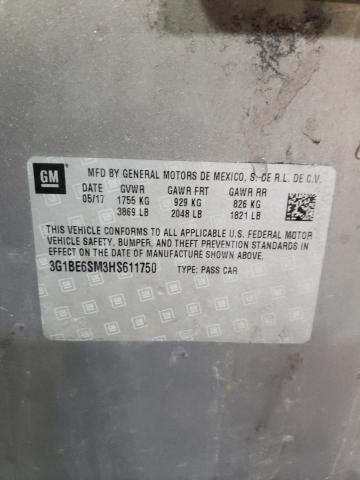 GM
MFD BY GENERAL MOTORS DE MEXICO, S. DE R.L. DE C.V.
DATE GVWR GAWR FRT GAWR RR
05/17 1755 KG 929 KG 826 KG
3869 LB 2048 LB 1821 LB
THIS VEHICLE CONFORMS TO ALL APPLICABLE U.S. FEDERAL MOTOR
VEHICLE SAFETY, BUMPER, AND THEFT PREVENTION STANDARDS IN
EFFECT ON THE DATE OF MANUFACTURE SHOWN ABOVE.
3G1BE6SM3HS611750 TYPE: PASS CAR